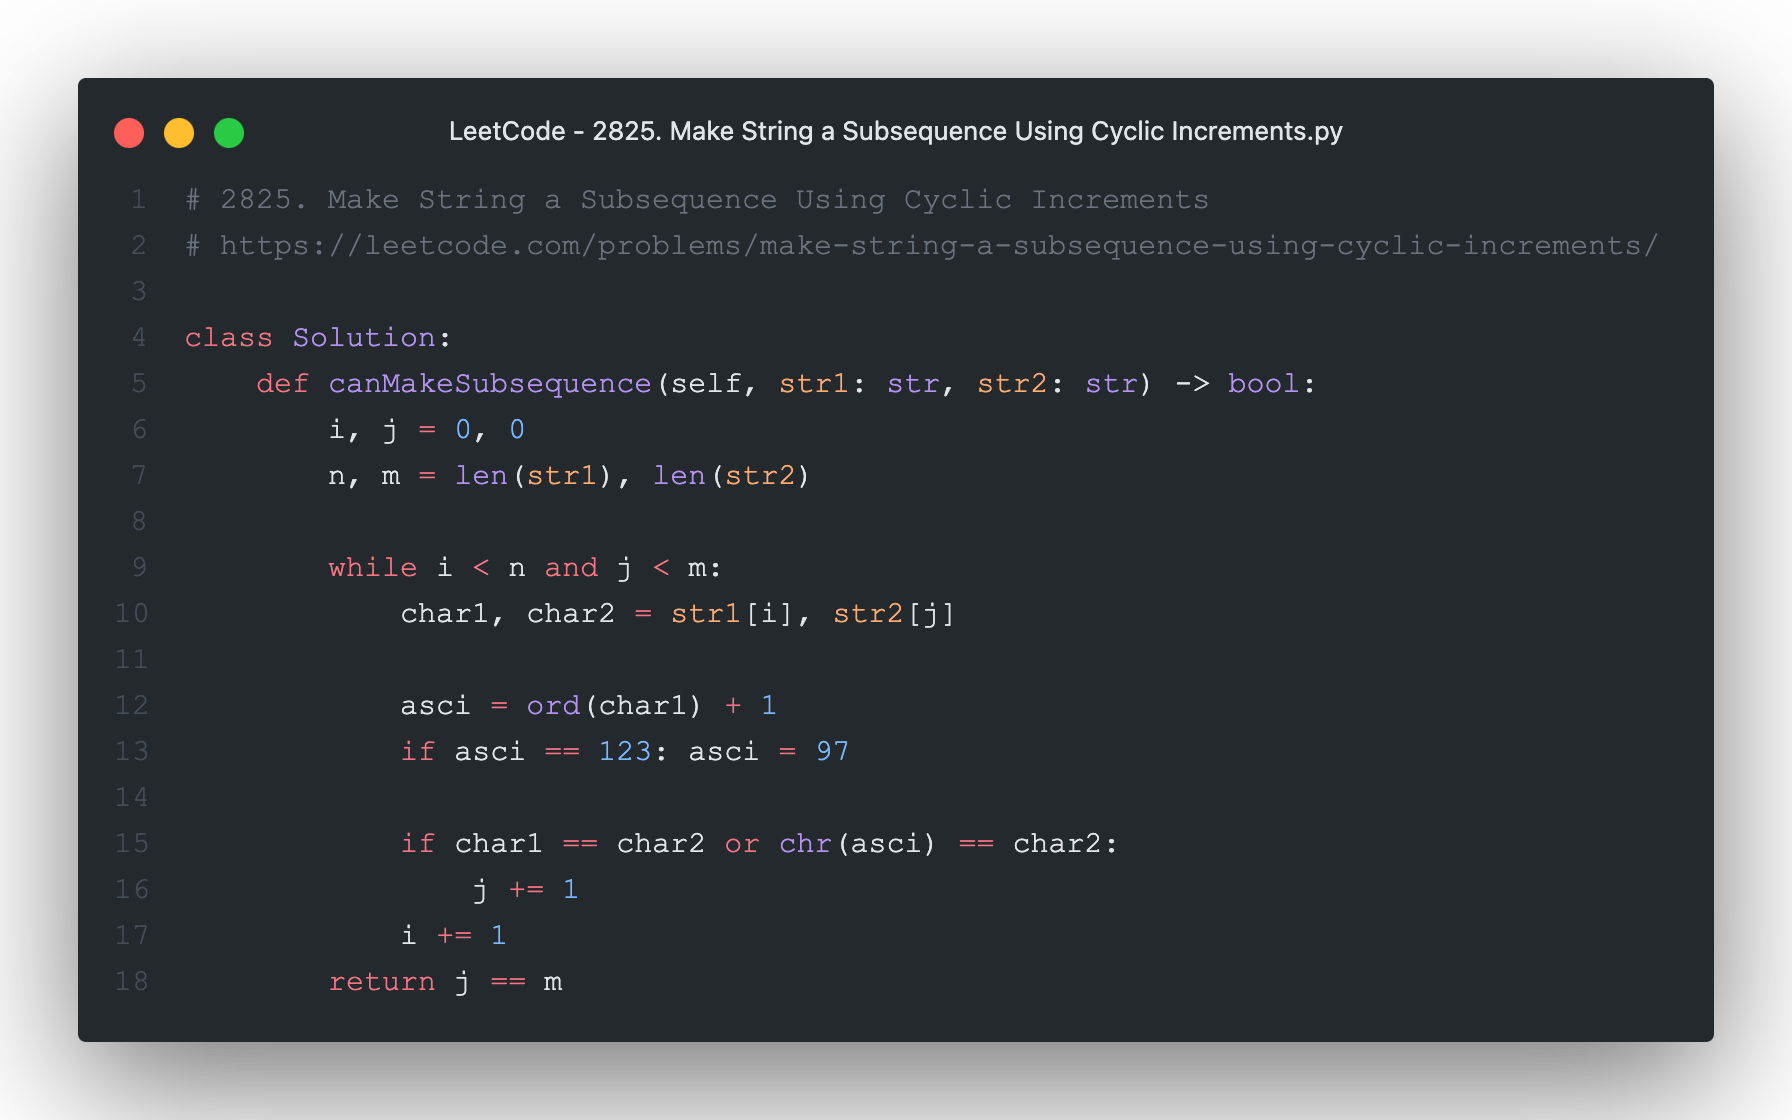 LeetCode - 2825. Make String a Subsequence Using Cyclic Increments.py
1 # 2825. Make String a Subsequence Using Cyclic Increments
2 # https://leetcode.com/problems/make-string-a-subsequence-using-cyclic-increments/
3
4 class Solution:
5     def canMakeSubsequence(self, str1: str, str2: str) -> bool:
6         i, j = 0, 0
7         n, m = len(str1), len(str2)
8
9         while i < n and j < m:
10             char1, char2 = str1[i], str2[j]
11
12             asci = ord(char1) + 1
13             if asci == 123: asci = 97
14
15             if char1 == char2 or chr(asci) == char2:
16                 j += 1
17             i += 1
18         return j == m